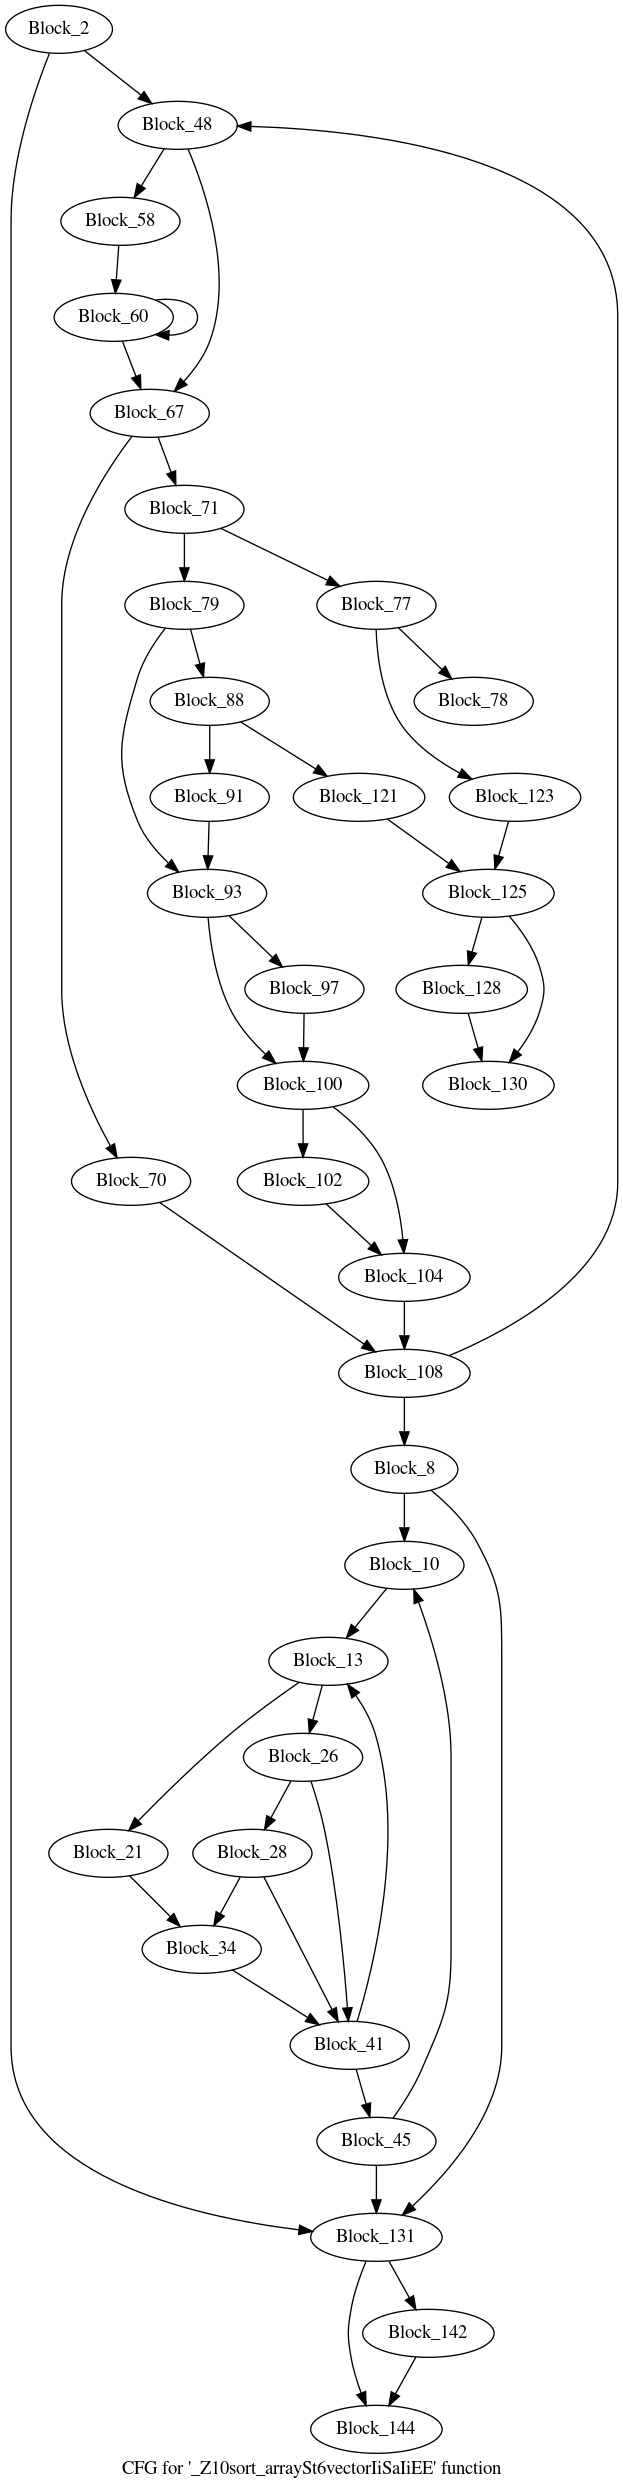 Block_2
Block_48
Block_58
Block_60
Block_67
Block_71
Block_79
Block_77
Block_88
Block_78
Block_91
Block_121
Block_123
Block_93
Block_125
Block_97
Block_128
Block_100
Block_130
Block_70
Block_102
Block_104
Block_108
Block_8
Block_10
Block_13
Block_26
Block_21
Block_28
Block_34
Block_41
Block_45
Block_131
Block_142
Block_144
CFG for '_Z10sort_arraySt6vectorIiSaIiEE' function